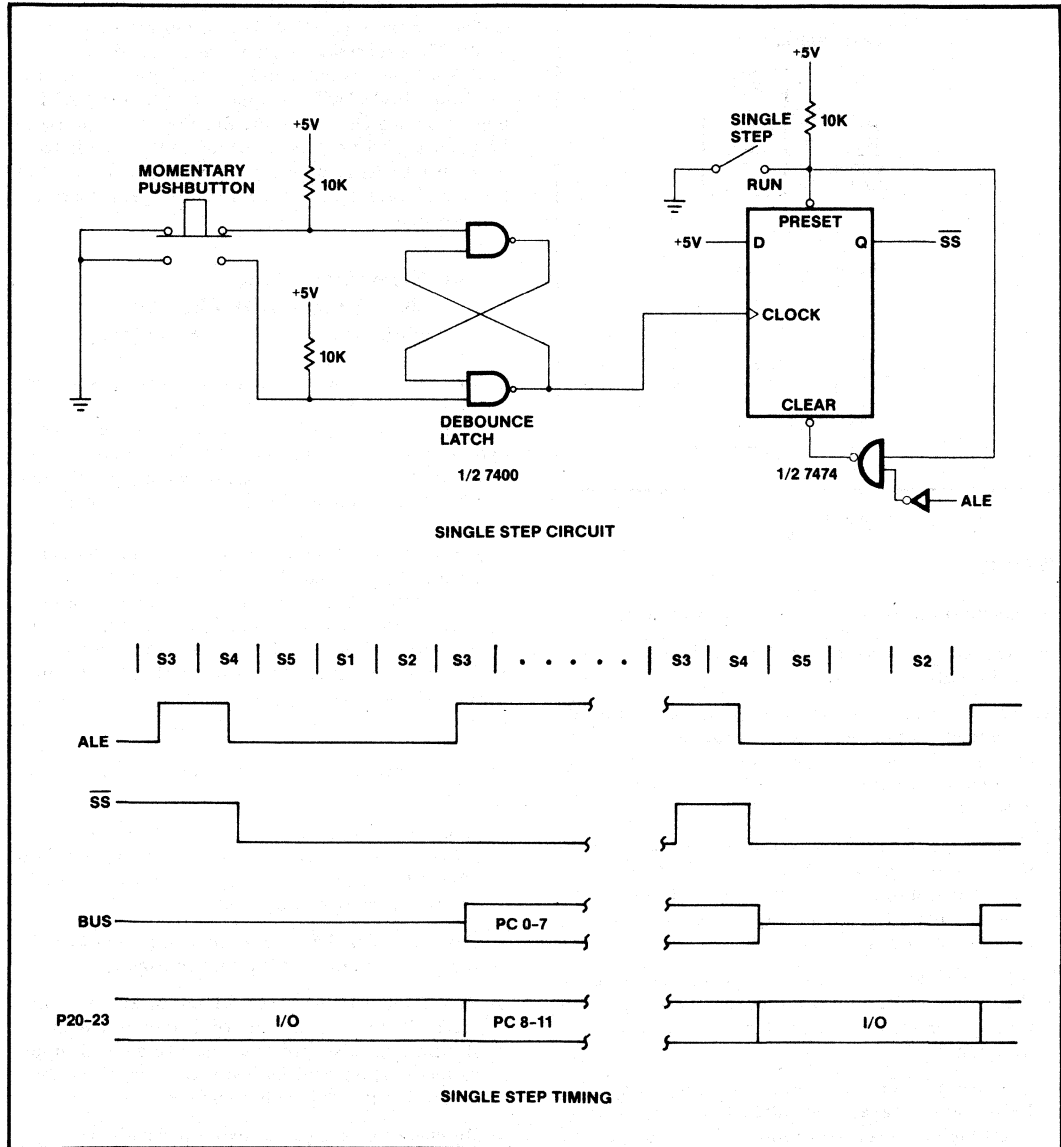 +5V
10K
SINGLE
STEP
RUN
+5V
10K
MOMENTARY
PUSHBUTTON
PRESET
+5V
D
Q
SS
+5V
10K
CLOCK
CLEAR
DEBOUNCE
LATCH
1/2 7400
1/2 7474
ALE
SINGLE STEP CIRCUIT
S3 S4 S5 S1 S2 S3 . . . . . S3 S4 S5 S2
ALE
SS
BUS
PC 0–7
P20–23
I/O
PC 8–11
I/O
SINGLE STEP TIMING